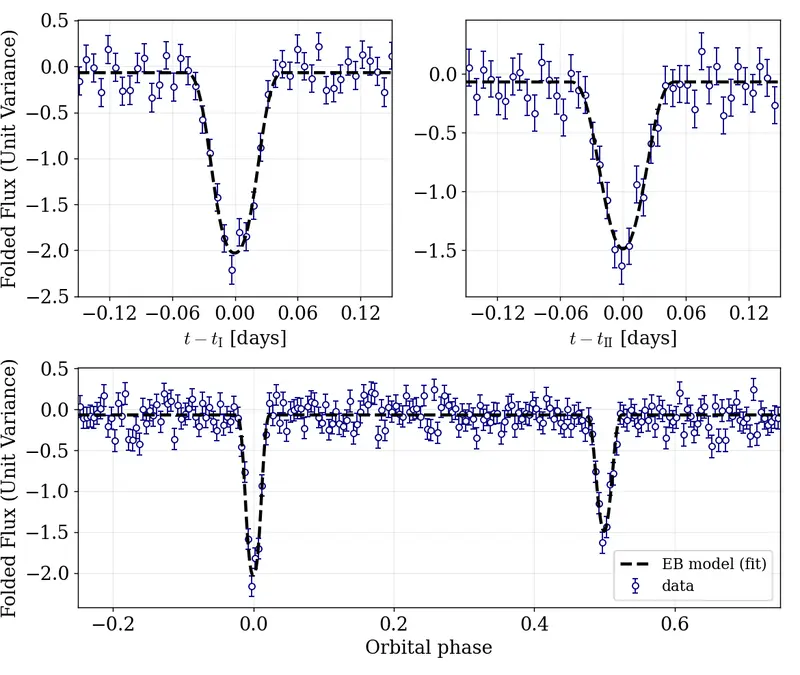 Folded Flux (Unit Variance)
0.5
0.0
−0.5
−1.0
−1.5
−2.0
−2.5
−0.12 −0.06 0.00 0.06 0.12
t − tI [days]
0.0
−0.5
−1.0
−1.5
−0.12 −0.06 0.00 0.06 0.12
t − tII [days]
Folded Flux (Unit Variance)
0.5
0.0
−0.5
−1.0
−1.5
−2.0
EB model (fit)
data
−0.2 0.0 0.2 0.4 0.6
Orbital phase